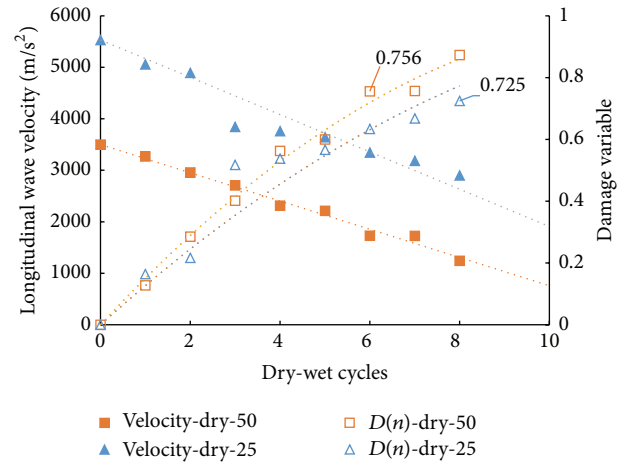 6000
5000
4000
3000
2000
1000
0
Longitudinal wave velocity (m/s²)
0.756
0.725
1
0.8
0.6
0.4
0.2
0
Damage variable
0 2 4 6 8 10
Dry-wet cycles
Velocity-dry-50 D(n)-dry-50
Velocity-dry-25 D(n)-dry-25